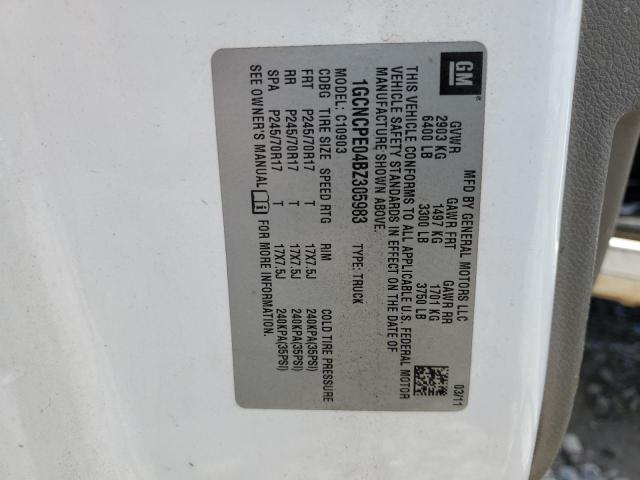 GM
MFD BY GENERAL MOTORS LLC
03/11
GVWR GAWR FRT GAWR RR
2903 KG 1497 KG 1701 KG
6400 LB 3300 LB 3750 LB
THIS VEHICLE CONFORMS TO ALL APPLICABLE U.S. FEDERAL MOTOR
VEHICLE SAFETY STANDARDS IN EFFECT ON THE DATE OF
MANUFACTURE SHOWN ABOVE.
1GCNCPE04BZ305983 TYPE: TRUCK
MODEL: C10903
CDBG TIRE SIZE SPEED RTG RIM COLD TIRE PRESSURE
FRT P245/70R17 T 17X7.5J 240KPA(35PSI)
RR P245/70R17 T 17X7.5J 240KPA(35PSI)
SPA P245/70R17 T 17X7.5J 240KPA(35PSI)
SEE OWNER'S MANUAL FOR MORE INFORMATION.